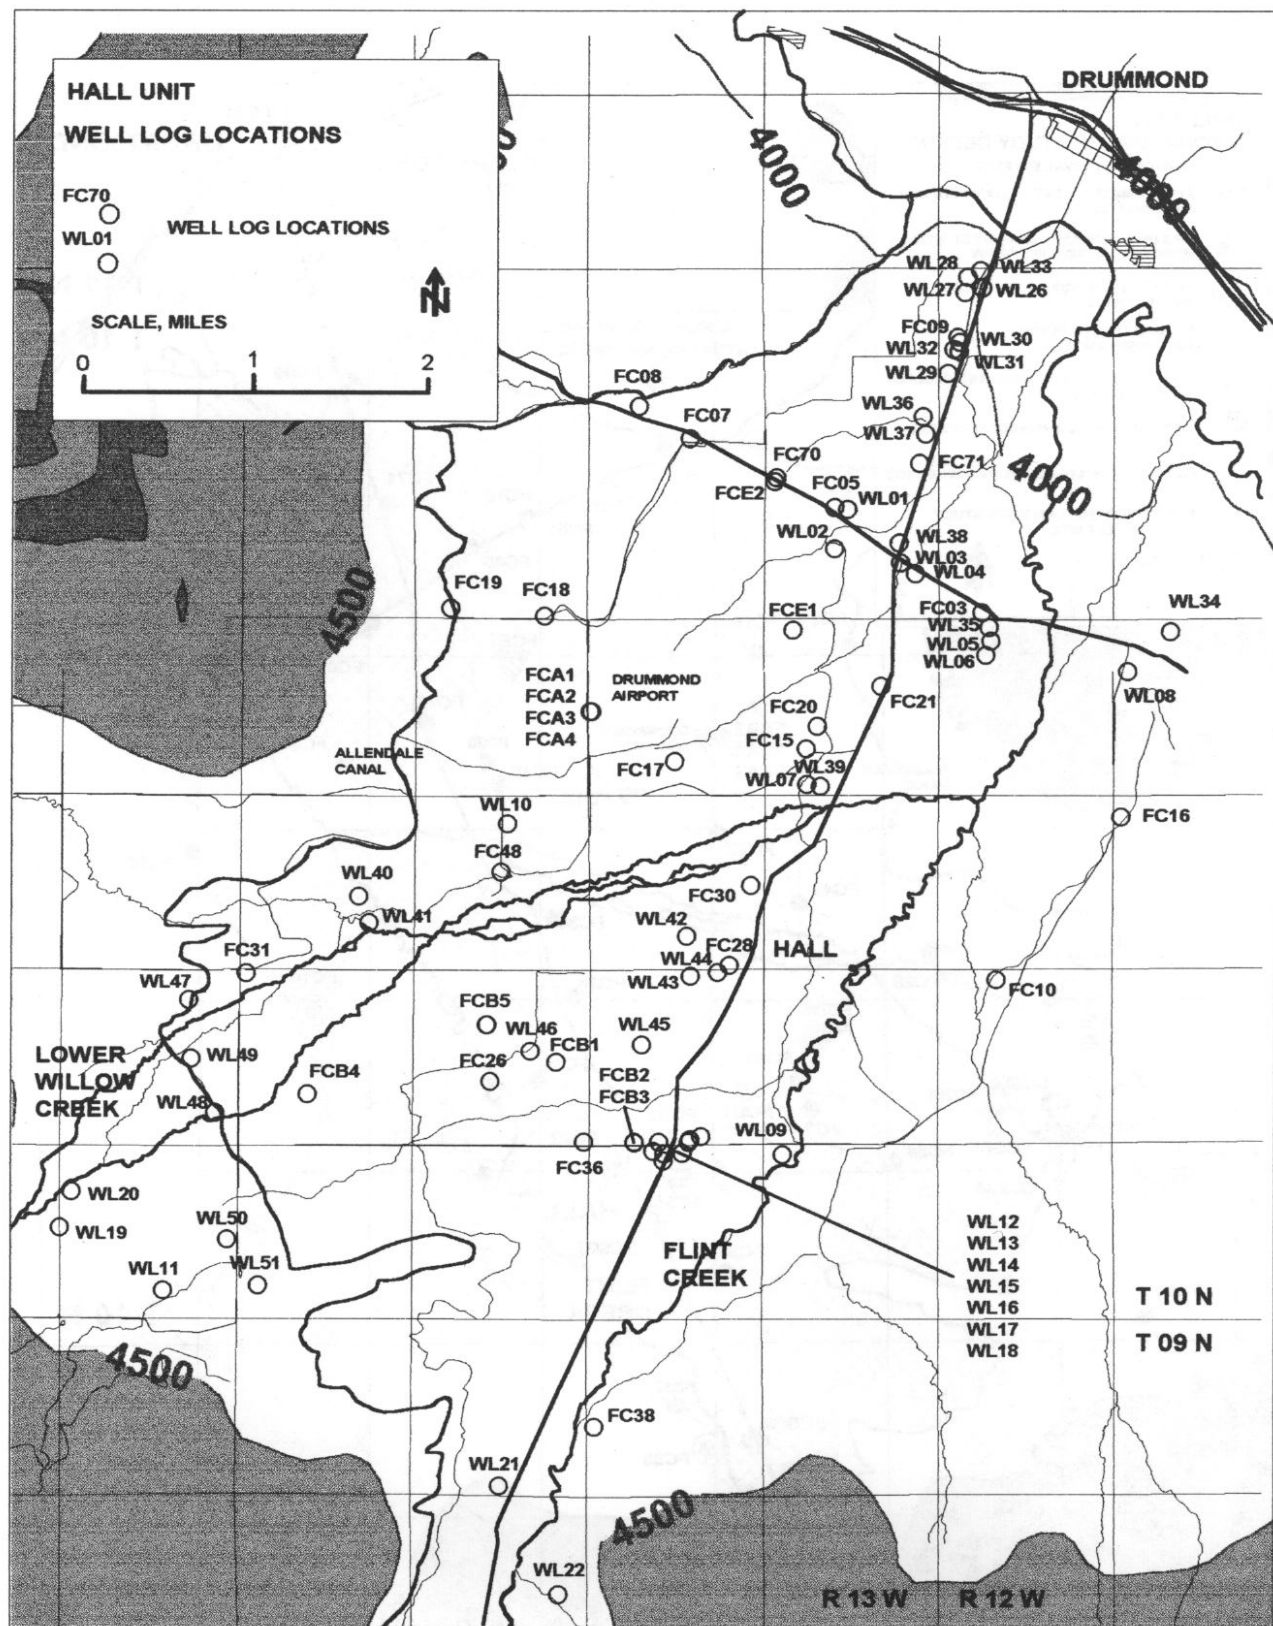 HALL UNIT
WELL LOG LOCATIONS
FC70
WL01
WELL LOG LOCATIONS
N
SCALE, MILES
0 1 2
DRUMMOND
4000
4000
WL28
WL33
WL27
WL26
FC09
WL30
WL32
WL31
WL29
FC08
FC07
WL36
WL37
FC71
4000
FC70
FCE2
FC05
WL01
WL02
WL38
WL03
WL04
4500
FC19
FC18
FCE1
FC03
WL35
WL05
WL06
WL34
WL08
FCA1
FCA2
FCA3
FCA4
DRUMMOND
AIRPORT
FC21
FC20
FC15
ALLENDALE
CANAL
FC17
WL39
WL07
WL10
FC16
FC48
WL40
FC30
WL41
WL42
FC28
HALL
FC31
WL44
WL43
WL47
FC10
FCB5
WL46
WL45
FCB1
LOWER
WILLOW
CREEK
WL49
FC26
FCB2
FCB3
FCB4
WL48
WL09
FC36
WL20
WL19
WL50
WL12
WL13
WL14
WL15
WL16
WL17
WL18
FLINT
CREEK
WL11
WL51
T 10 N
T 09 N
4500
FC38
WL21
4500
WL22
R 13 W R 12 W